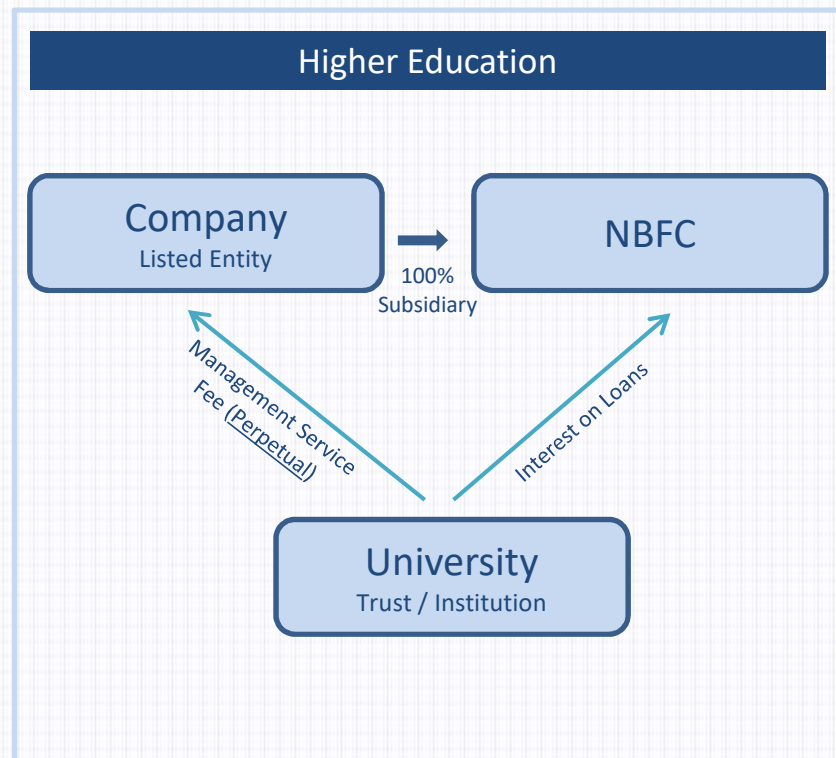 Higher Education
Company
Listed Entity
NBFC
100%
Subsidiary
Management Service
Fee (Perpetual)
Interest on Loans
University
Trust / Institution